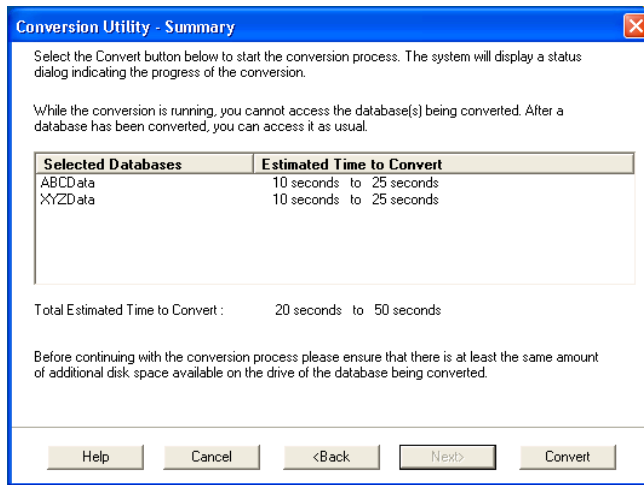 Conversion Utility - Summary
Select the Convert button below to start the conversion process. The system will display a status
dialog indicating the progress of the conversion.
While the conversion is running, you cannot access the database(s) being converted. After a
database has been converted, you can access it as usual.
Selected Databases Estimated Time to Convert
ABCData 10 seconds to 25 seconds
XYZData 10 seconds to 25 seconds
Total Estimated Time to Convert : 20 seconds to 50 seconds
Before continuing with the conversion process please ensure that there is at least the same amount
of additional disk space available on the drive of the database being converted.
Help Cancel <Back Next> Convert